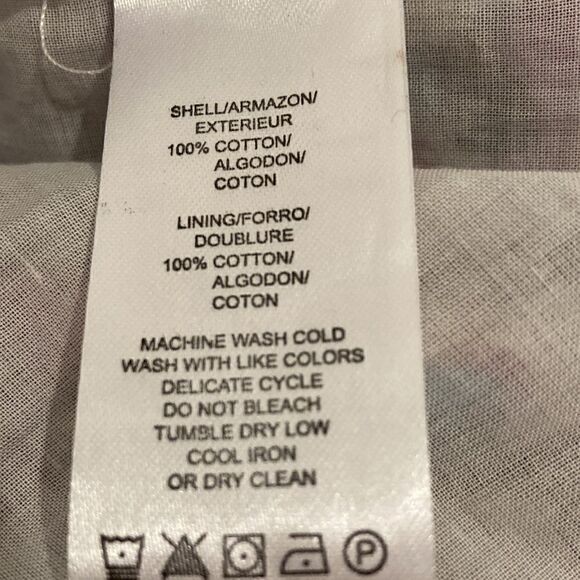 SHELL/ARMAZON/
EXTERIEUR
100% COTTON/
ALGODON/
COTON
LINING/FORRO/
DOUBLURE
100% COTTON/
ALGODON/
COTON
MACHINE WASH COLD
WASH WITH LIKE COLORS
DELICATE CYCLE
DO NOT BLEACH
TUMBLE DRY LOW
COOL IRON
OR DRY CLEAN
P